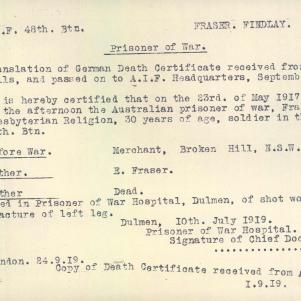 .F. 48th. Btn. FRASER. FINDLAY.
Prisoner of War.
anslation of German Death Certificate received from
lls, and passed on to A.I.F. Headquarters, Septemb
is hereby certified that on the 23rd. of May 1917
the afternoon the Australian prisoner of war, Fra
esbyterian Religion, 30 years of age, soldier in th
th. Btn.
fore War. Merchant, Broken Hill, N.S.W.
ther. E. Fraser.
ther Dead.
ed in Prisoner of War Hospital, Dulmen, of shot wo
acture of left leg.
Dulmen, 10th. July 1919.
Prisoner of War Hospital.
Signature of Chief Doc
ndon. 24.9.19.
Copy of Death Certificate received from
1.9.19.